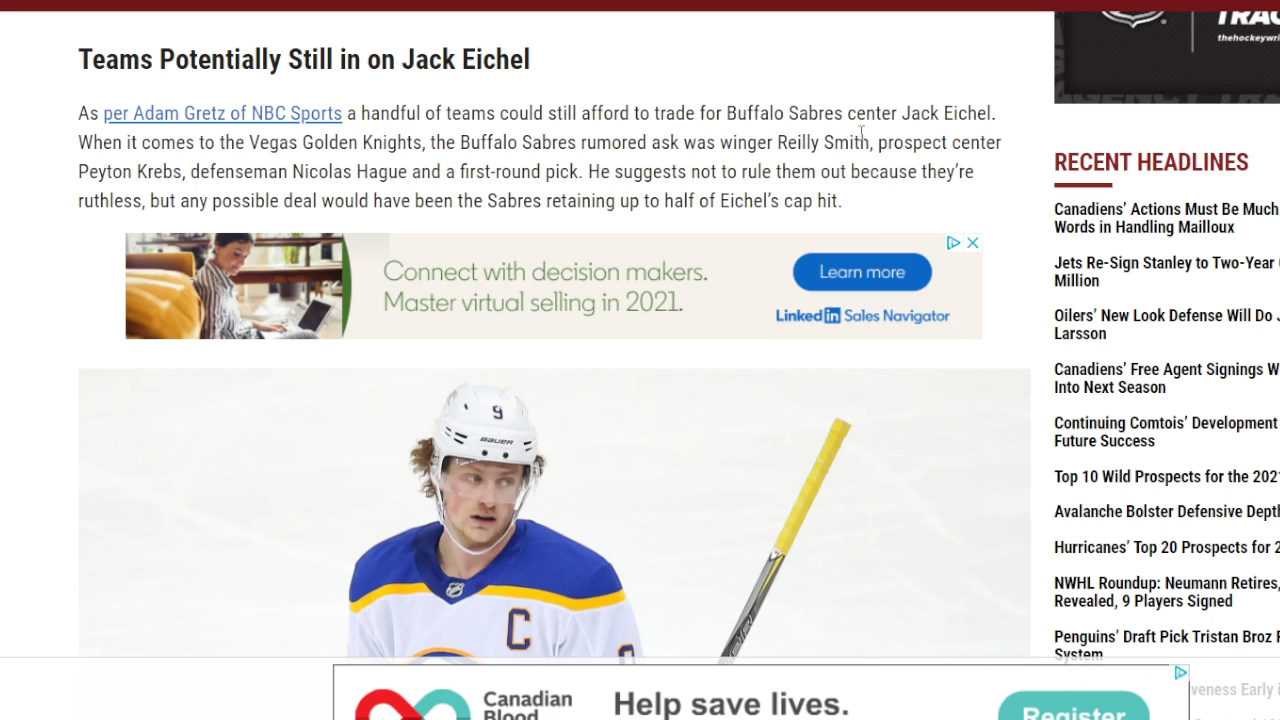 TRAC
thehockeywri
Teams Potentially Still in on Jack Eichel
As per Adam Gretz of NBC Sports a handful of teams could still afford to trade for Buffalo Sabres center Jack Eichel.
When it comes to the Vegas Golden Knights, the Buffalo Sabres rumored ask was winger Reilly Smith, prospect center
Peyton Krebs, defenseman Nicolas Hague and a first-round pick. He suggests not to rule them out because they're
ruthless, but any possible deal would have been the Sabres retaining up to half of Eichel's cap hit.
Connect with decision makers.
Master virtual selling in 2021.
Learn more
Linked in Sales Navigator
9
BAUER
C
RECENT HEADLINES
Canadiens' Actions Must Be Much
Words in Handling Mailloux
Jets Re-Sign Stanley to Two-Year
Million
Oilers' New Look Defense Will Do
Larsson
Canadiens' Free Agent Signings W
Into Next Season
Continuing Comtois' Development
Future Success
Top 10 Wild Prospects for the 202
Avalanche Bolster Defensive Dept
Hurricanes' Top 20 Prospects for 2
NWHL Roundup: Neumann Retires,
Revealed, 9 Players Signed
Penguins' Draft Pick Tristan Broz
System
veness Early i
Canadian
Blood
Help save lives.
Register